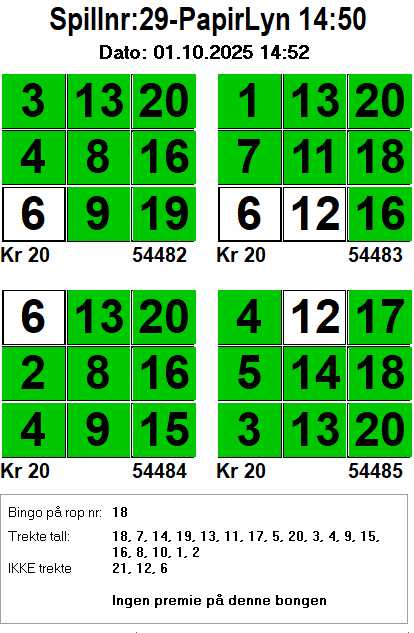 Spillnr:29-PapirLyn 14:50
Dato: 01.10.2025 14:52
3 13 20 1 13 20
4 8 16 7 11 18
6 9 19 6 12 16
Kr 20 54482 Kr 20 54483
6 13 20 4 12 17
2 8 16 5 14 18
4 9 15 3 13 20
Kr 20 54484 Kr 20 54485
Bingo på rop nr: 18
Trekte tall: 18, 7, 14, 19, 13, 11, 17, 5, 20, 3, 4, 9, 15,
16, 8, 10, 1, 2
IKKE trekte 21, 12, 6
Ingen premie på denne bongen